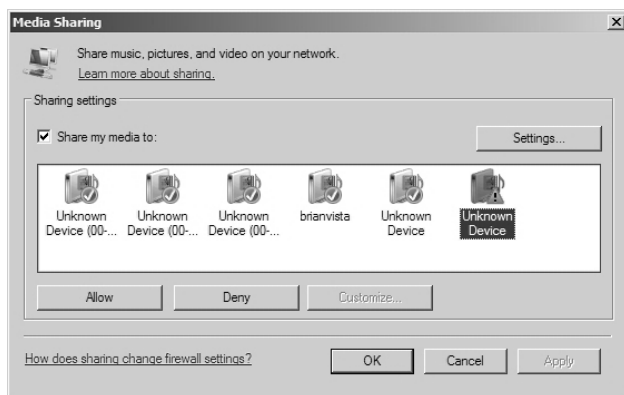 Media Sharing
Share music, pictures, and video on your network.
Learn more about sharing.
Sharing settings
Share my media to:
Settings...
Unknown Unknown Unknown brianvista Unknown Unknown
Device (00-... Device (00-... Device (00-... Device Device
Allow Deny Customize...
How does sharing change firewall settings? OK Cancel Apply